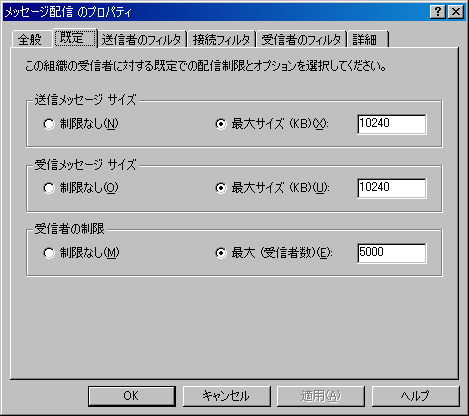 メッセージ配信 のプロパティ
全般 既定 送信者のフィルタ 接続フィルタ 受信者のフィルタ 詳細
この組織の受信者に対する既定での配信制限とオプションを選択してください。
送信メッセージ サイズ
制限なし(N) 最大サイズ (KB)(X): 10240
受信メッセージ サイズ
制限なし(O) 最大サイズ (KB)(U): 10240
受信者の制限
制限なし(M) 最大 (受信者数)(E): 5000
OK キャンセル 適用(A) ヘルプ